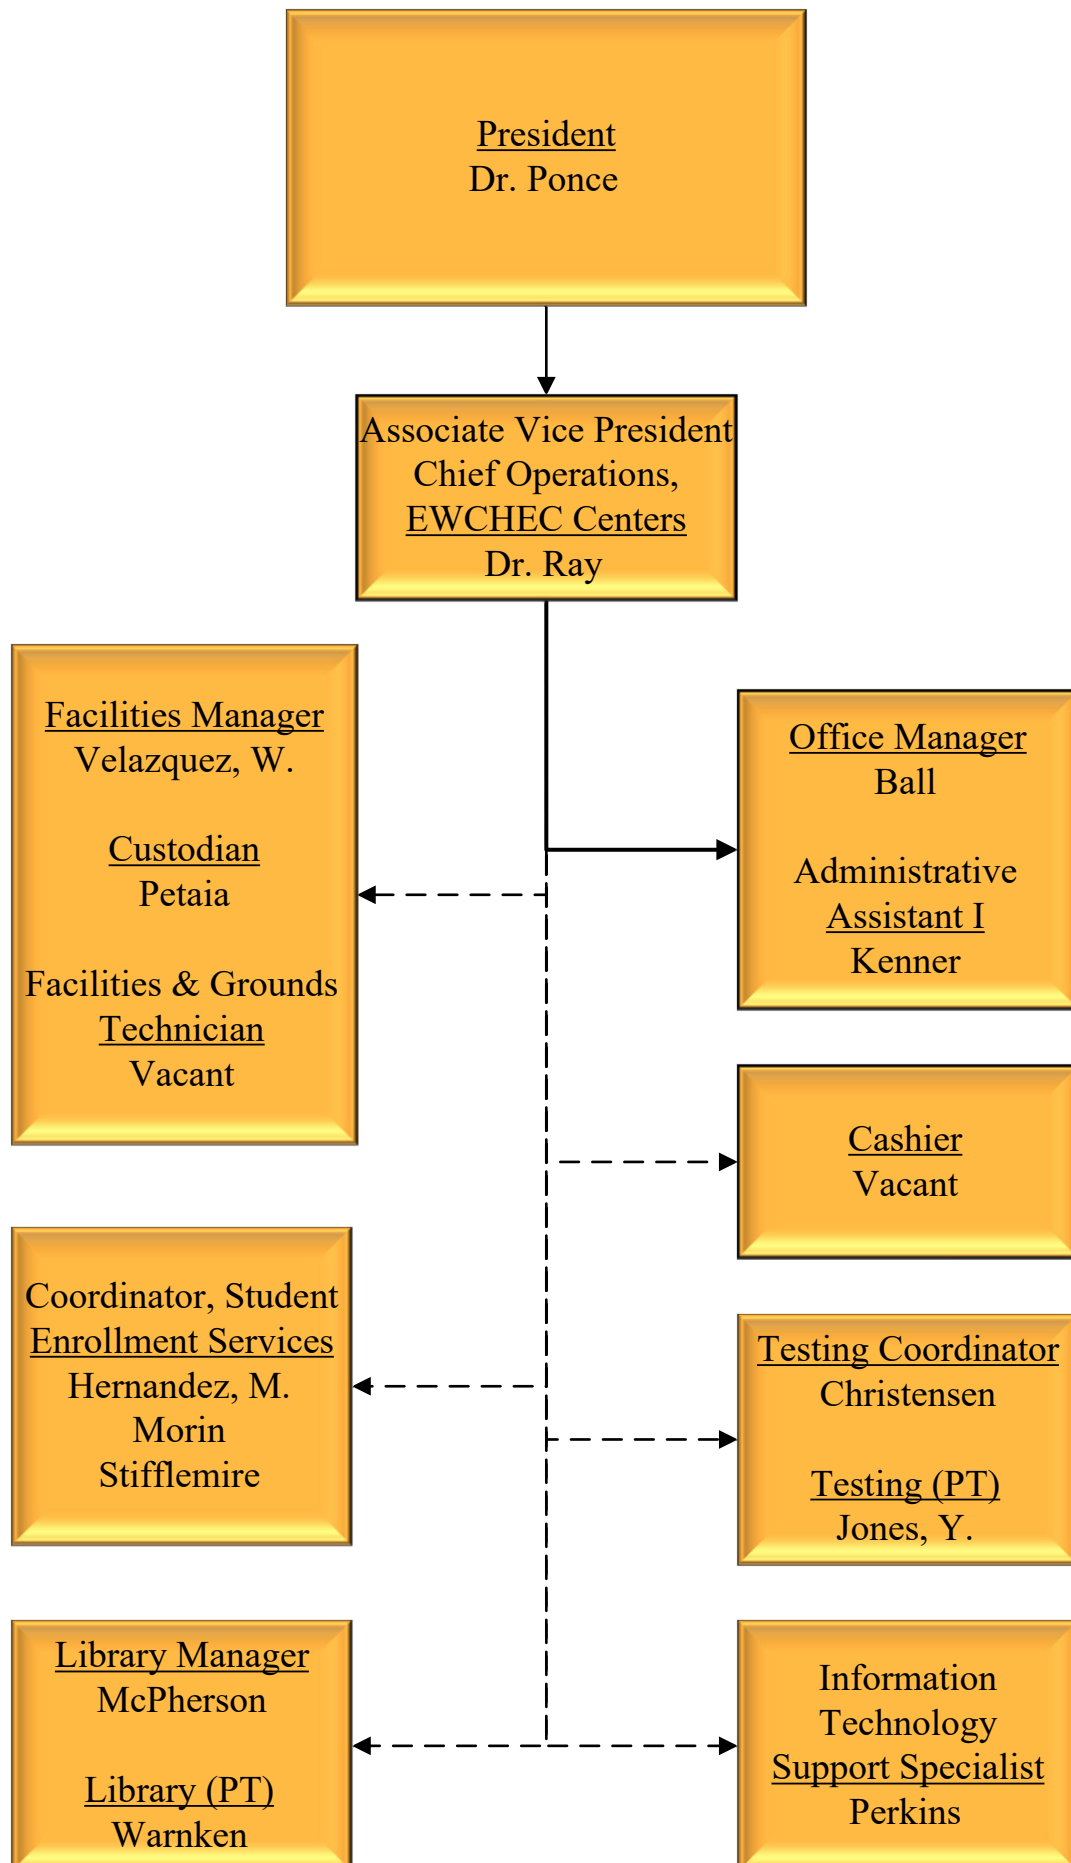 President
Dr. Ponce
Associate Vice President
Chief Operations,
EWCHEC Centers
Dr. Ray
Facilities Manager
Velazquez, W.
Custodian
Petaia
Facilities & Grounds
Technician
Vacant
Office Manager
Ball
Administrative
Assistant I
Kenner
Cashier
Vacant
Coordinator, Student
Enrollment Services
Hernandez, M.
Morin
Stifflemire
Testing Coordinator
Christensen
Testing (PT)
Jones, Y.
Library Manager
McPherson
Library (PT)
Warnken
Information
Technology
Support Specialist
Perkins